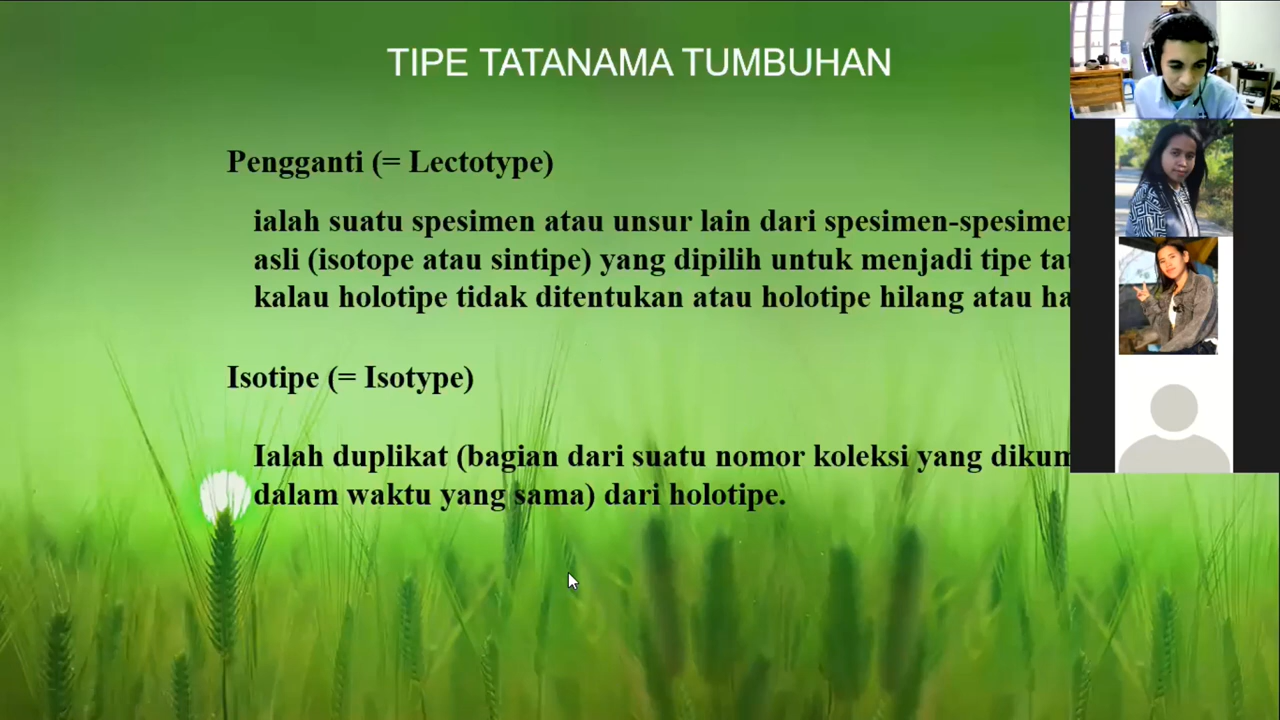 TIPE TATANAMA TUMBUHAN
Pengganti (= Lectotype)
ialah suatu spesimen atau unsur lain dari
asli (isotope atau sintipe) yang dipilih untuk menjadi tipe
kalau holotipe tidak ditentukan atau holotipe hilang atau
Isotipe (= Isotype)
Ialah duplikat (bagian dari suatu nomor koleksi yang
dalam waktu yang sama) dari holotipe.